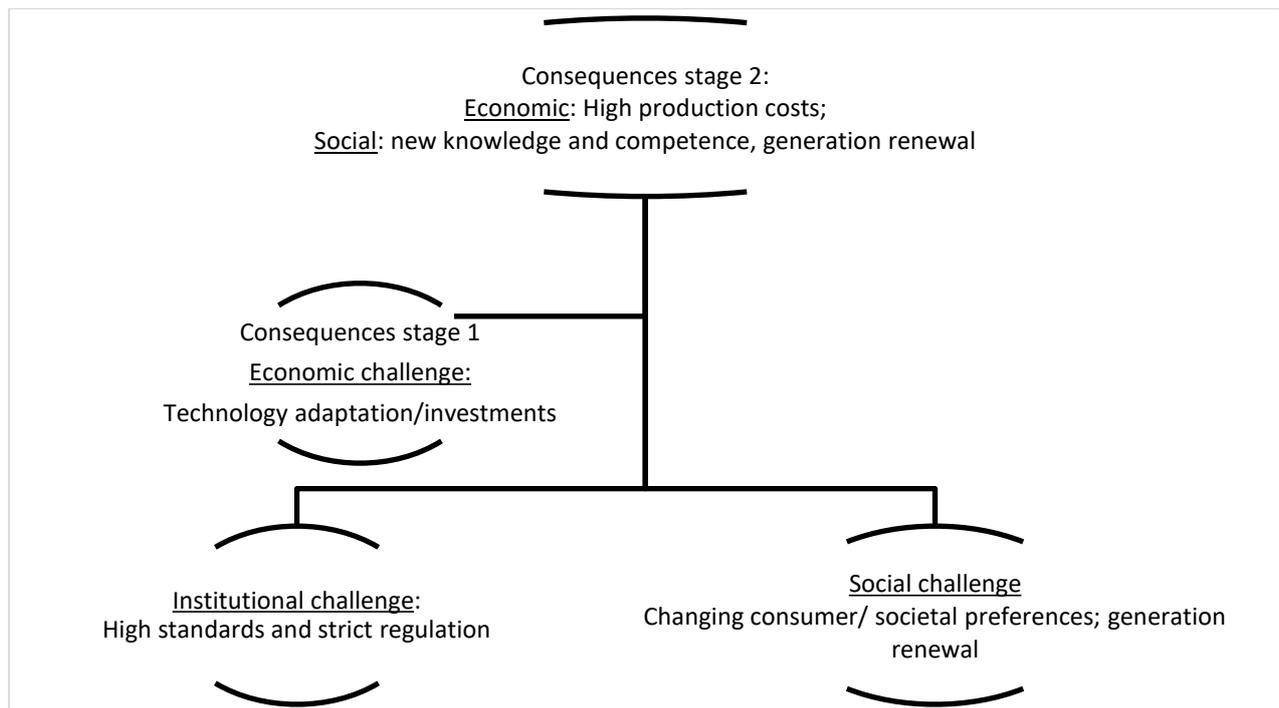 Consequences stage 2:
Economic: High production costs;
Social: new knowledge and competence, generation renewal
Consequences stage 1
Economic challenge:
Technology adaptation/investments
Institutional challenge:
High standards and strict regulation
Social challenge
Changing consumer/ societal preferences; generation
renewal